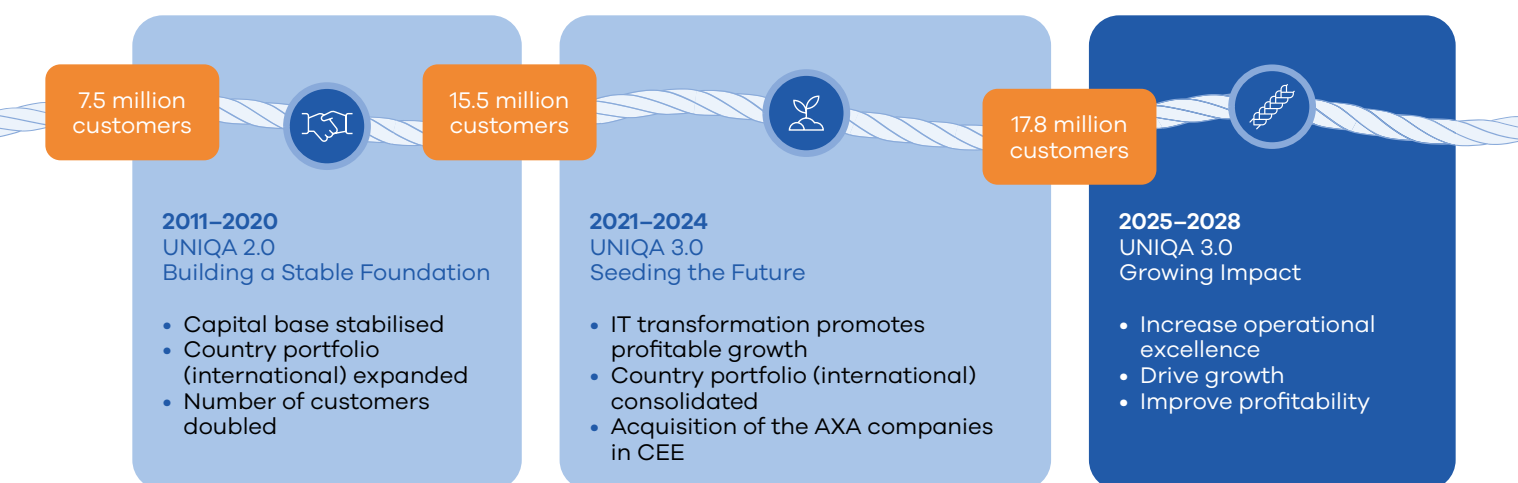 7.5 million
customers
15.5 million
customers
17.8 million
customers
2011–2020
UNIQA 2.0
Building a Stable Foundation
• Capital base stabilised
• Country portfolio
(international) expanded
• Number of customers
doubled
2021–2024
UNIQA 3.0
Seeding the Future
• IT transformation promotes
profitable growth
• Country portfolio (international)
consolidated
• Acquisition of the AXA companies
in CEE
2025–2028
UNIQA 3.0
Growing Impact
• Increase operational
excellence
• Drive growth
• Improve profitability